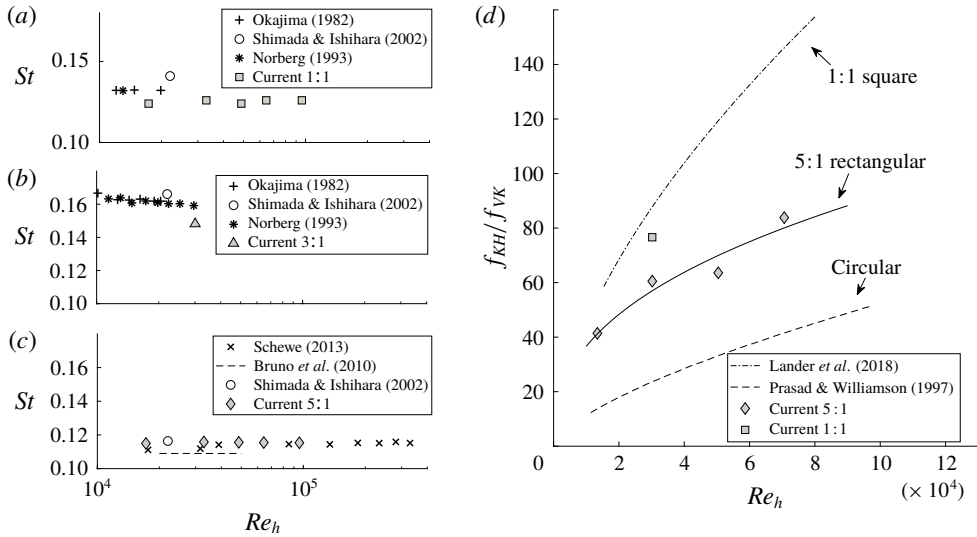 (a)
+ Okajima (1982)
Shimada & Ishihara (2002)
Norberg (1993)
Current 1:1
St
0.15
0.10
(b)
Okajima (1982)
Shimada & Ishihara (2002)
Norberg (1993)
Current 3:1
St
0.16
0.14
0.12
0.10
(c)
Schewe (2013)
Bruno et al. (2010)
Shimada & Ishihara (2002)
Current 5:1
St
0.16
0.14
0.12
0.10
10^4
10^5
Re_h
(d)
f_KH/f_VK
140
120
100
80
60
40
20
0
2
4
6
8
10
12
(× 10^4)
Re_h
1:1 square
5:1 rectangular
Circular
Lander et al. (2018)
Prasad & Williamson (1997)
Current 5:1
Current 1:1